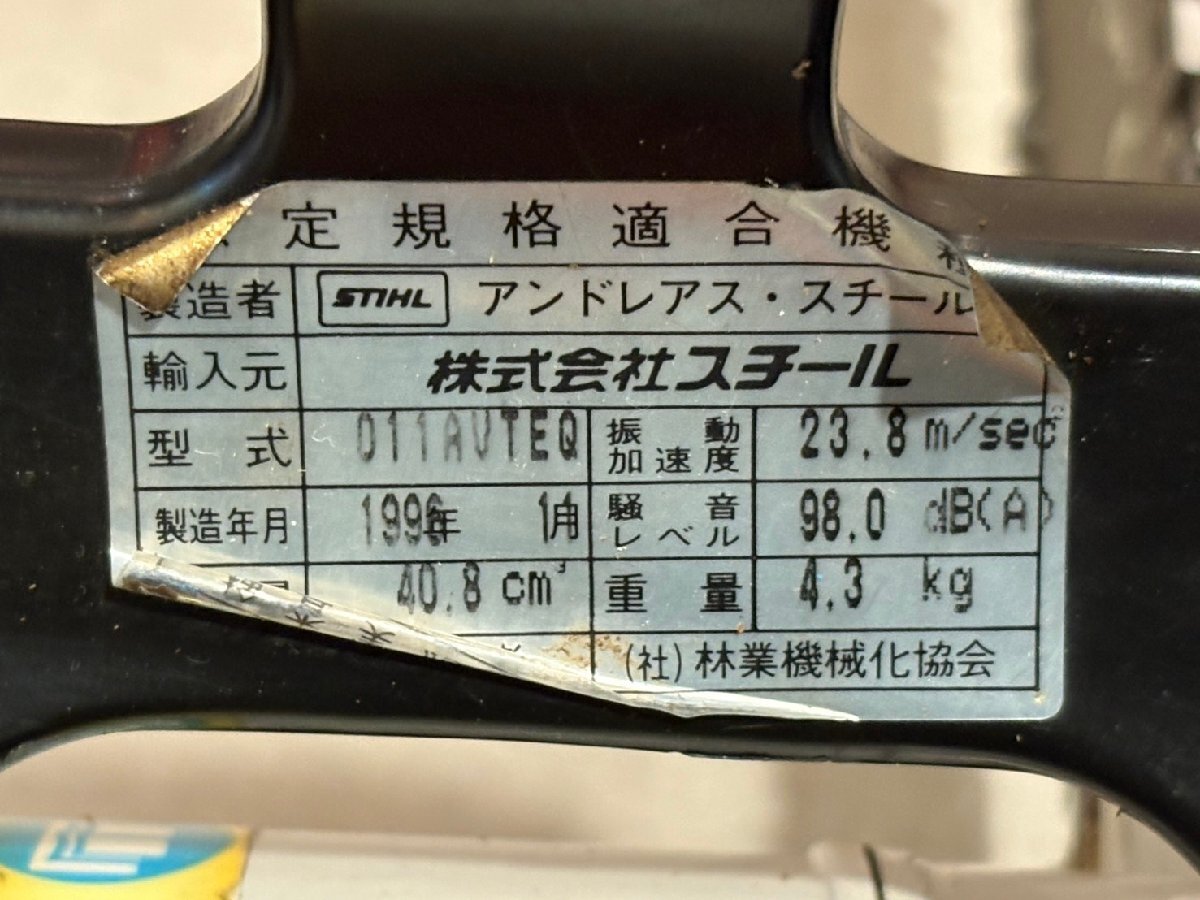 定規格適合機
製造者 STIHL アンドレアス・スチール
輸入元 株式会社スチール
型式 011AVTEQ 振動加速度 23.8 m/sec
製造年月 1996年 1月 騒音レベル 98.0 dB(A)
40.8 cm³ 重量 4.3 kg
(社)林業機械化協会